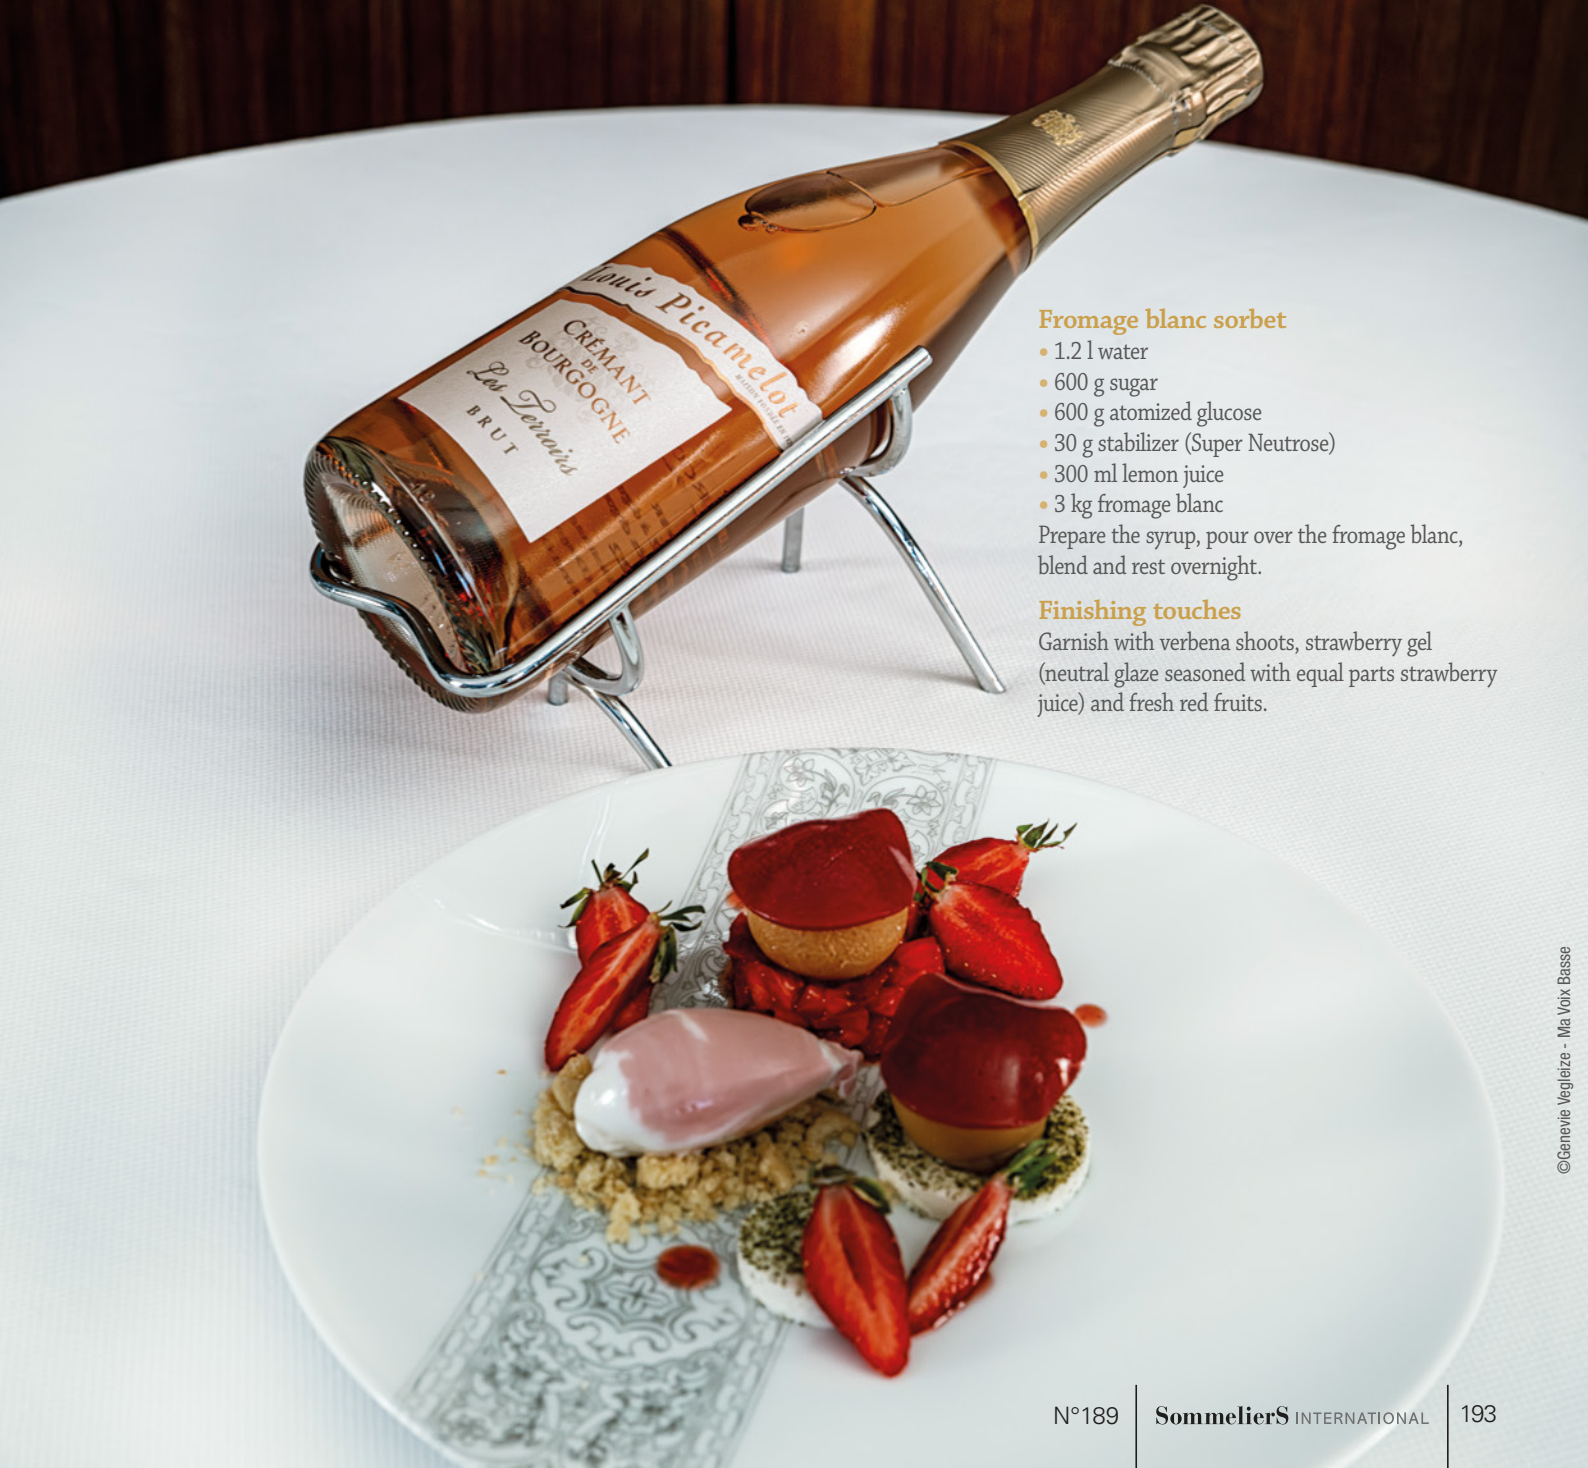 Louis Picamelot
CRÉMANT
DE
BOURGOGNE
Les Terroirs
BRUT
Fromage blanc sorbet
• 1.2 l water
• 600 g sugar
• 600 g atomized glucose
• 30 g stabilizer (Super Neutrose)
• 300 ml lemon juice
• 3 kg fromage blanc
Prepare the syrup, pour over the fromage blanc,
blend and rest overnight.
Finishing touches
Garnish with verbena shoots, strawberry gel
(neutral glaze seasoned with equal parts strawberry
juice) and fresh red fruits.
©Genevie Vegleize - Ma Voix Basse
N°189
SommelierS INTERNATIONAL
193